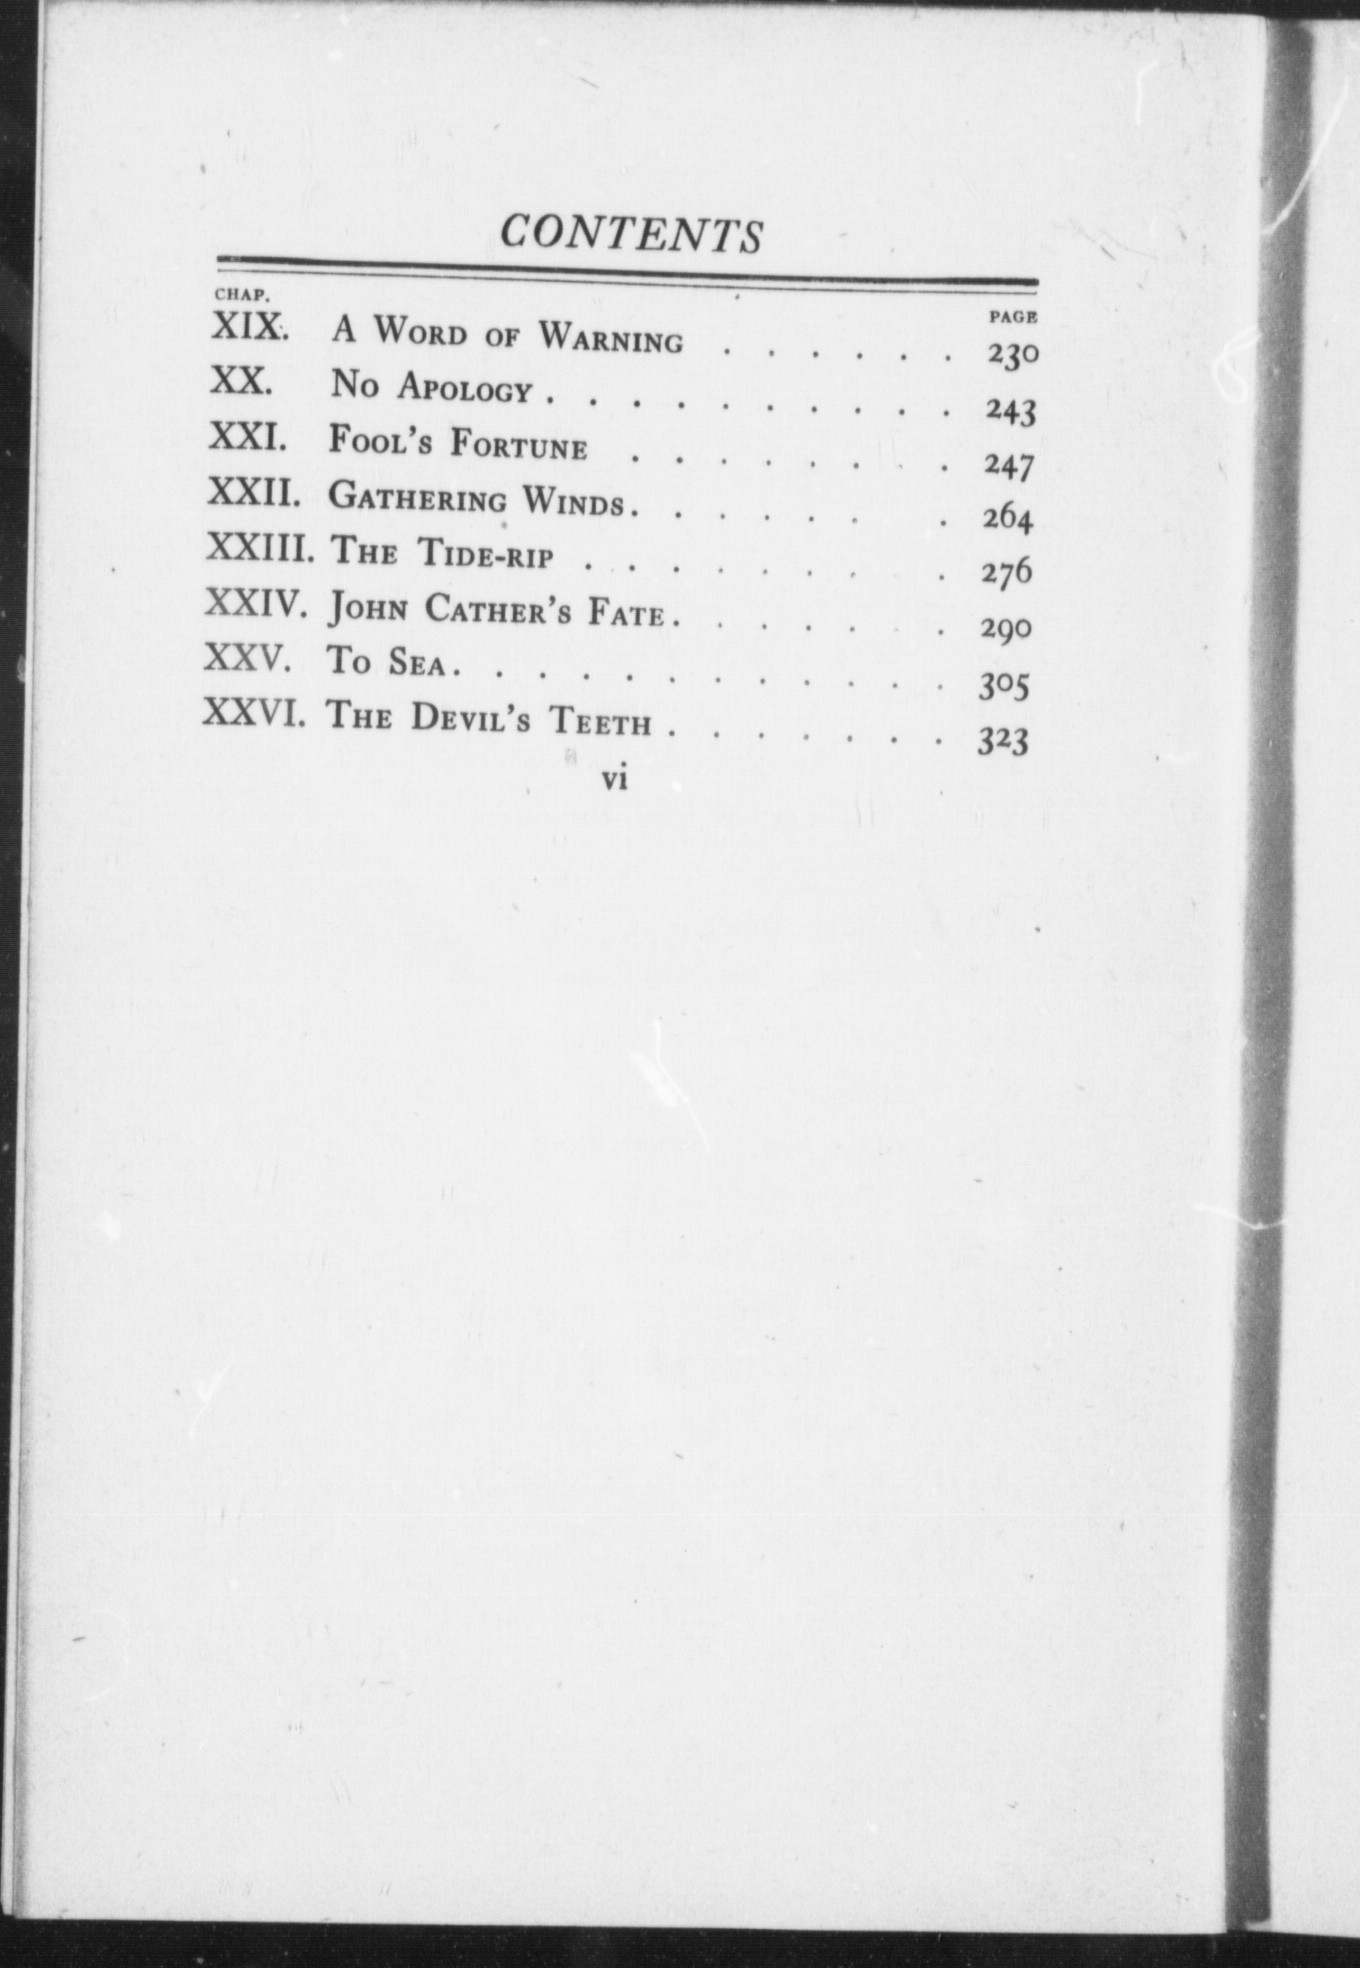 CONTENTS
CHAP. PAGE
XIX. A Word of Warning . . . . . . 230
XX. No Apology . . . . . . . . . . 243
XXI. Fool's Fortune . . . . . . . 247
XXII. Gathering Winds . . . . . . . 264
XXIII. The Tide-rip . . . . . . . . 276
XXIV. John Cather's Fate . . . . . . . 290
XXV. To Sea . . . . . . . . . . . . 305
XXVI. The Devil's Teeth . . . . . . . 323
vi